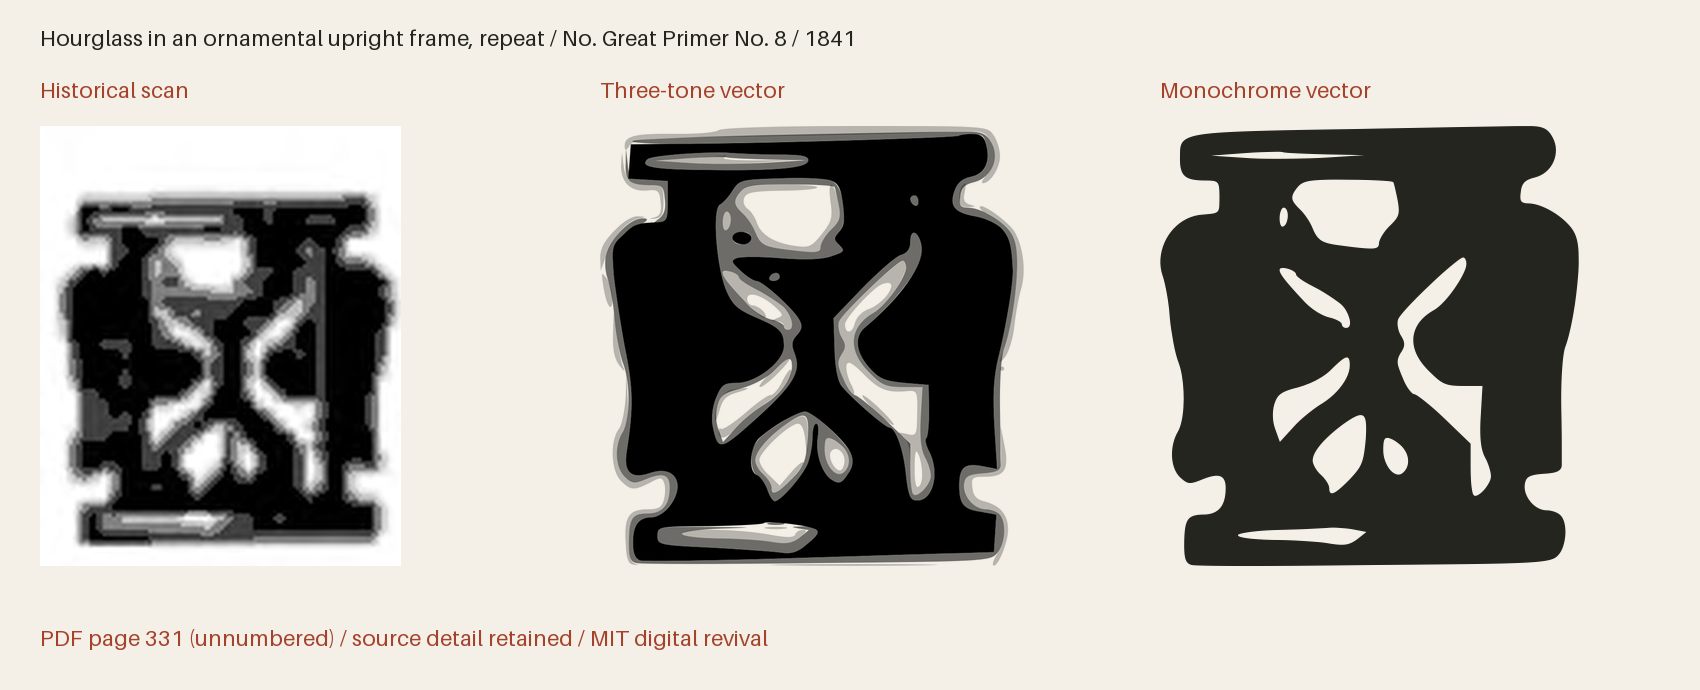 Hourglass in an ornamental upright frame, repeat / No. Great Primer No. 8 / 1841
Historical scan
Three-tone vector
Monochrome vector
PDF page 331 (unnumbered) / source detail retained / MIT digital revival